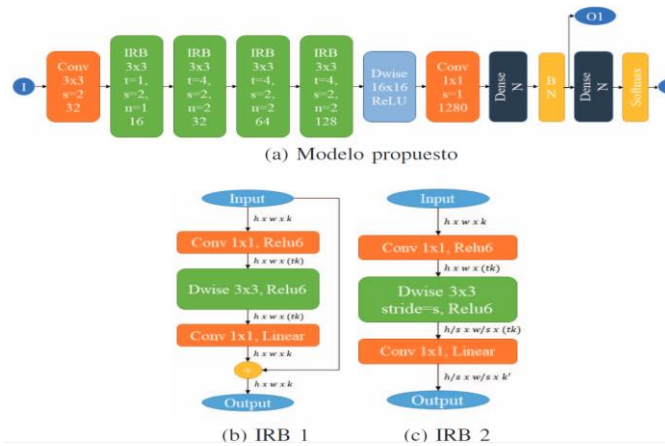 O1
I
Conv
3x3
s=2
32
IRB
3x3
t=1,
s=2,
n=1
16
IRB
3x3
t=4,
s=2,
n=2
32
IRB
3x3
t=4,
s=2,
n=2
64
IRB
3x3
t=4,
s=2,
n=2
128
Dwise
16x16
ReLU
Conv
1x1
s=1
1280
Dense
N
B
N
Dense
N
Softmax
(a) Modelo propuesto
Input
h x w x k
Conv 1x1, Relu6
h x w x (tk)
Dwise 3x3, Relu6
h x w x (tk)
Conv 1x1, Linear
h x w x k
+
h x w x k
Output
(b) IRB 1
Input
h x w x k
Conv 1x1, Relu6
h x w x (tk)
Dwise 3x3
stride=s, Relu6
h/s x w/s x (tk)
Conv 1x1, Linear
h/s x w/s x k'
Output
(c) IRB 2